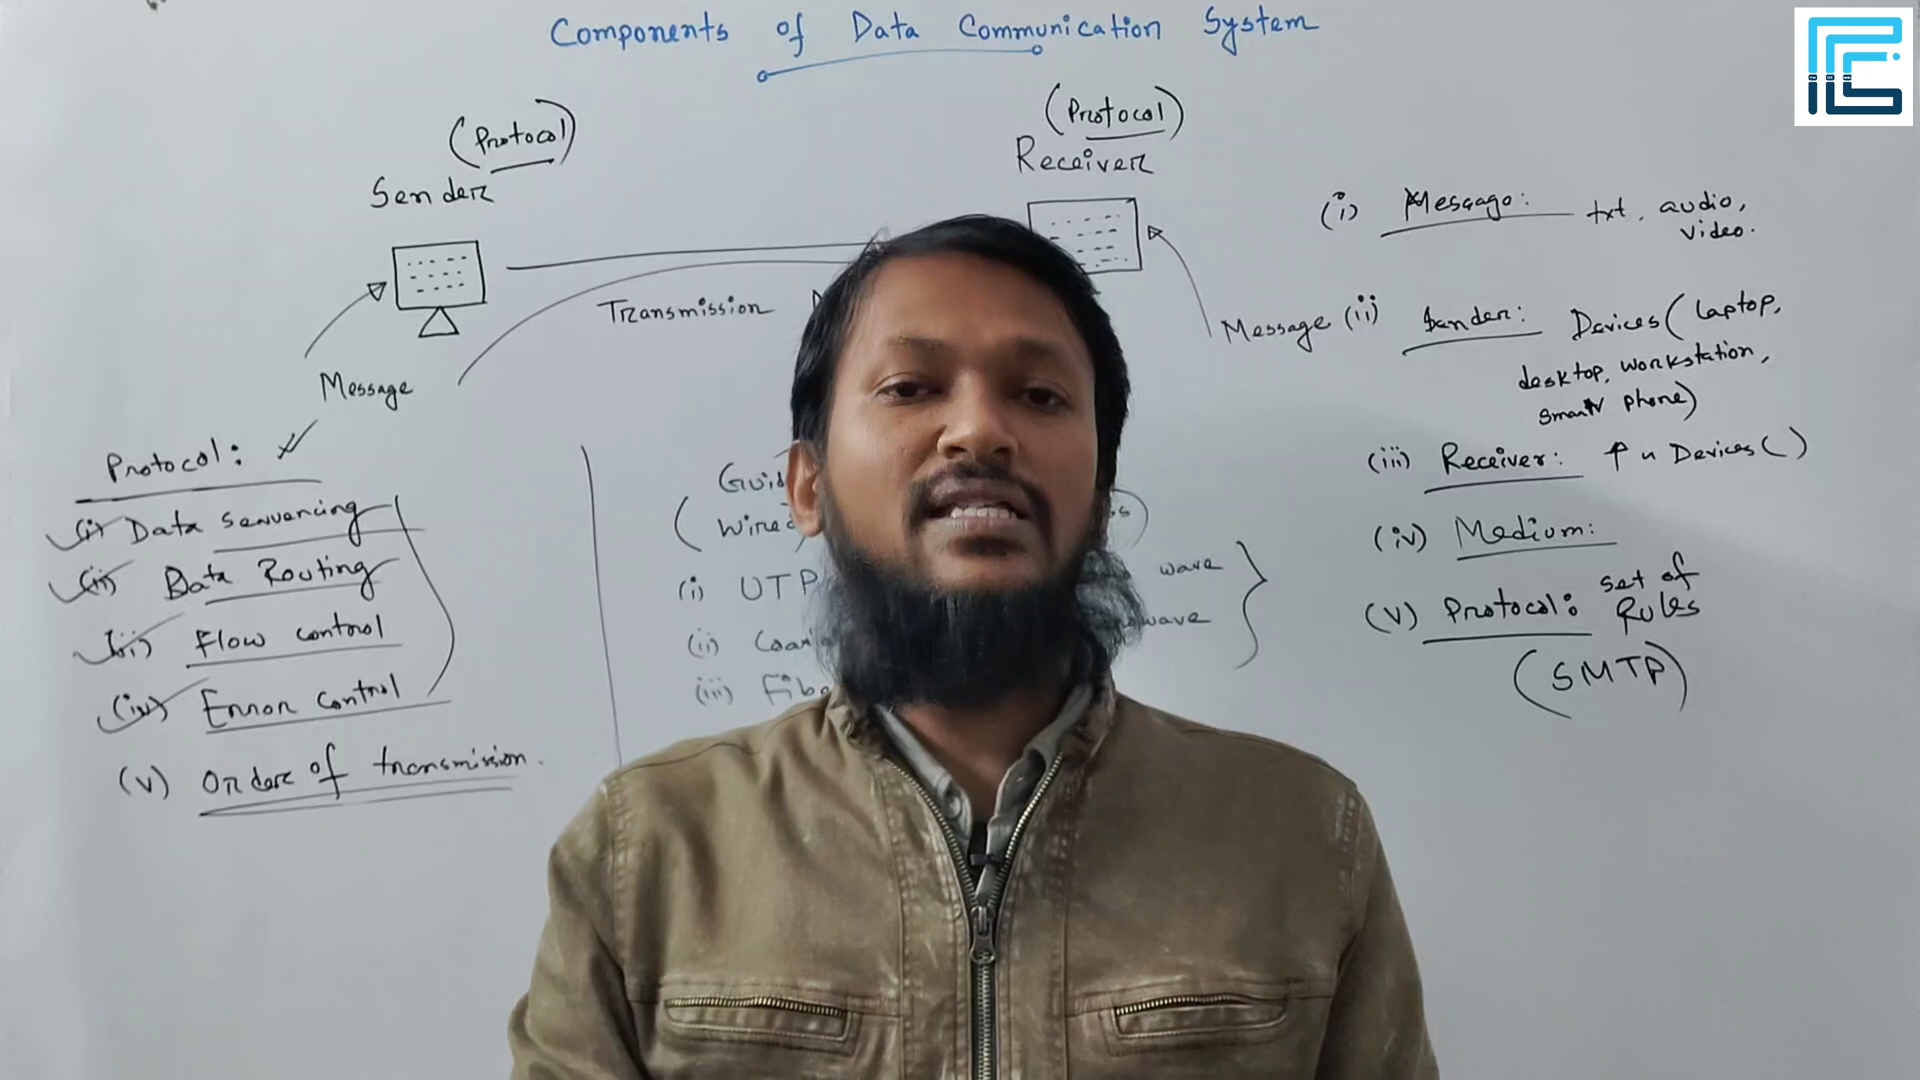 Components of Data Communication System
(Protocol)
Sender
(Protocol)
Receiver
Transmission
Message
Message
Protocol:
(i) Data sequencing
(ii) Data Routing
(iii) Flow control
(iv) Error control
(v) Order of transmission.
(i) UTP
(ii)
(iii)
wave
(i) Message: txt, audio,
video.
(ii) Sender: Devices (laptop,
desktop, workstation,
smart phone)
(iii) Receiver: ↑ n Devices ( )
(iv) Medium:
(v) Protocol: set of
Rules
(SMTP)